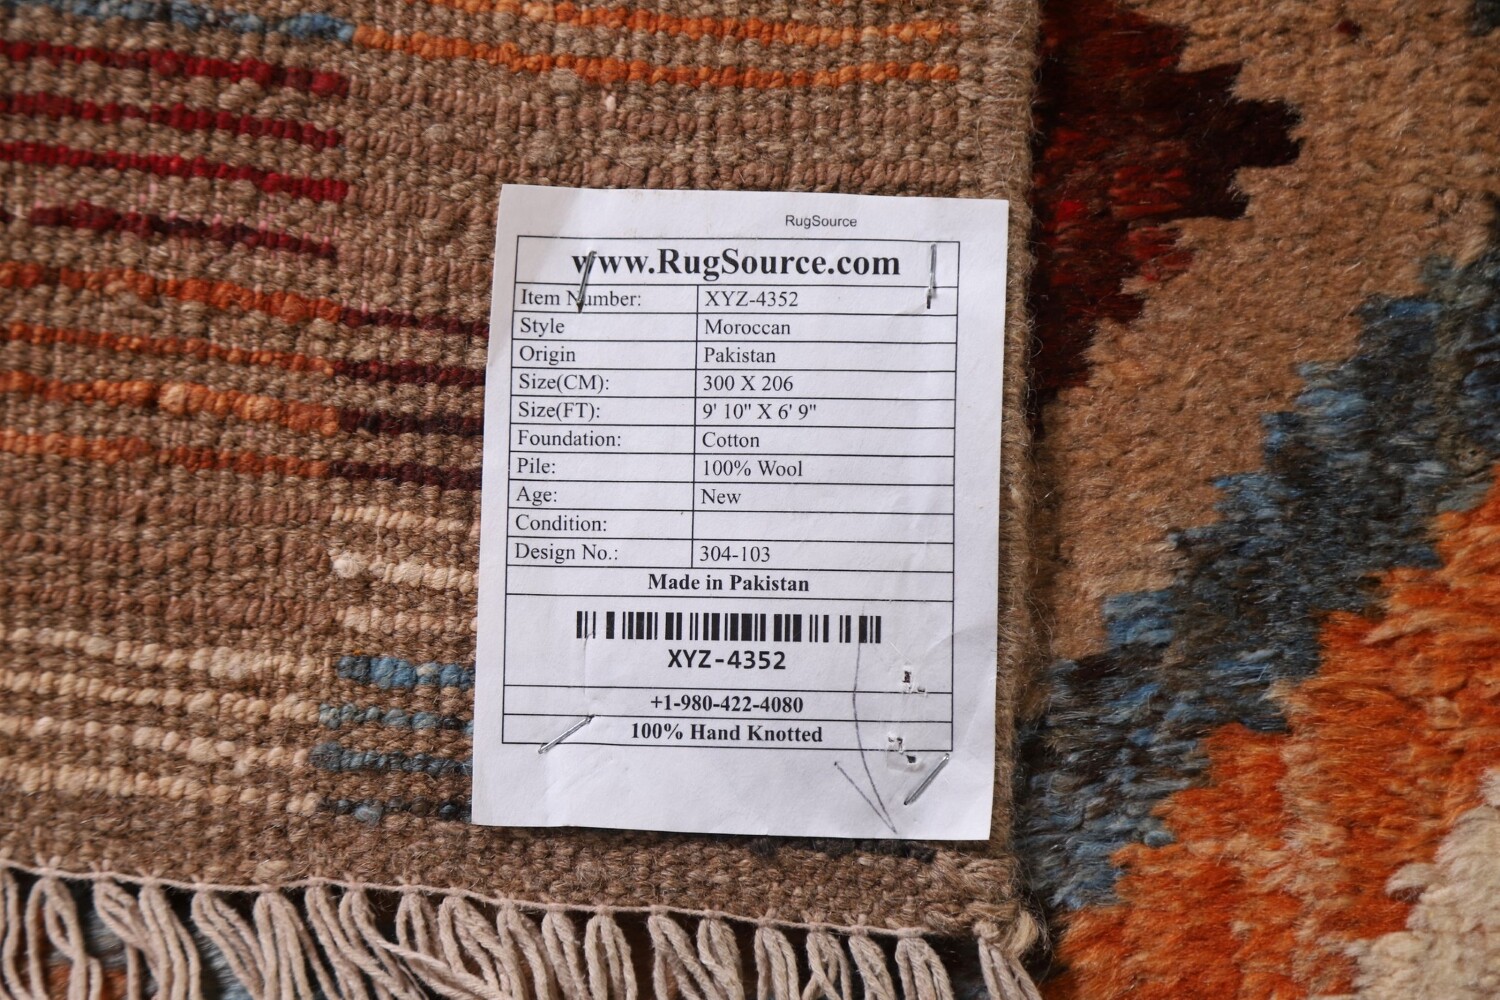 RugSource
www.RugSource.com
Item Number: XYZ-4352
Style Moroccan
Origin Pakistan
Size(CM): 300 X 206
Size(FT): 9' 10" X 6' 9"
Foundation: Cotton
Pile: 100% Wool
Age: New
Condition:
Design No.: 304-103
Made in Pakistan
XYZ-4352
+1-980-422-4080
100% Hand Knotted